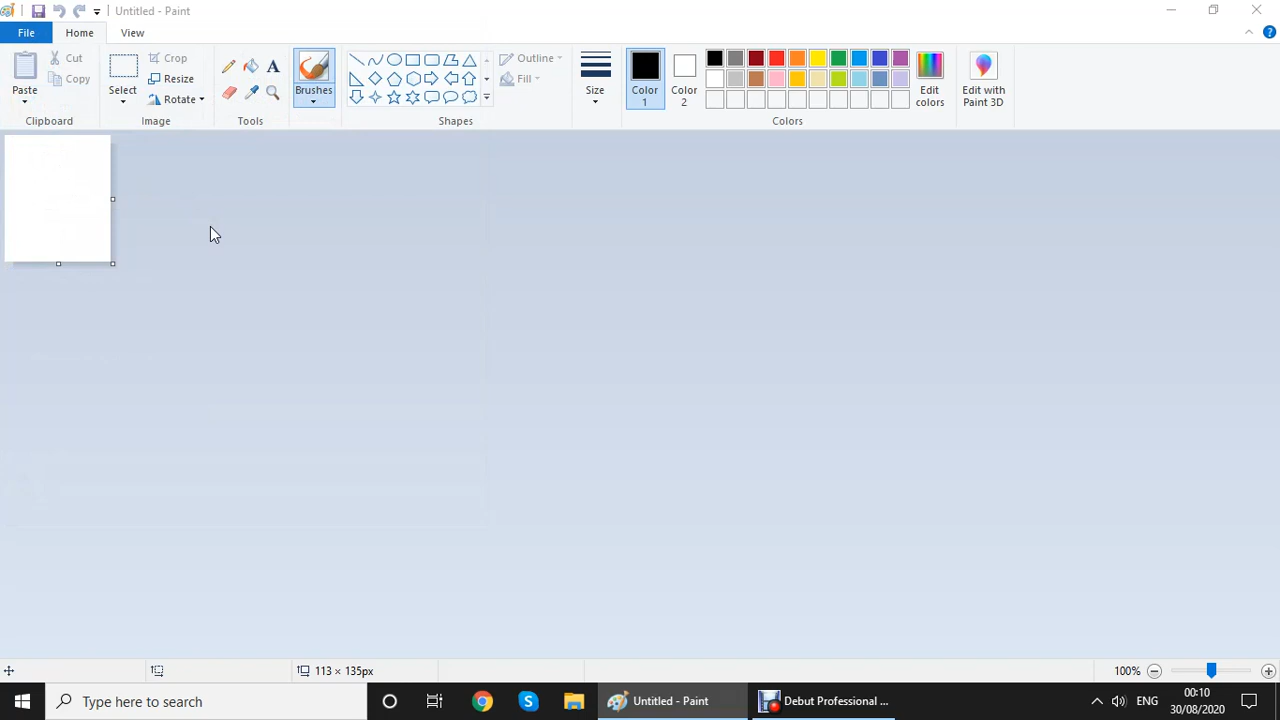 Untitled - Paint
File Home View
Paste Cut Copy
Clipboard
Select Crop Resize Rotate
Image
A
Tools
Brushes
Outline Fill
Shapes
Size
Color 1 Color 2
Edit colors
Colors
Edit with Paint 3D
113 × 135px
100%
Type here to search
Untitled - Paint
Debut Professional ...
ENG
00:10
30/08/2020